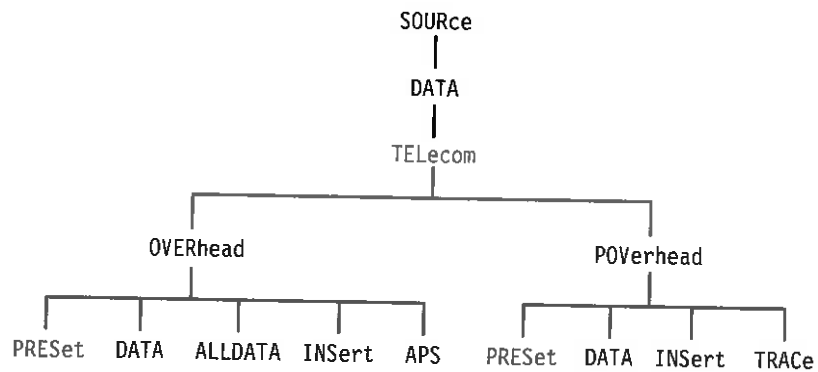 SOURce
DATA
TELecom
OVERhead POVerhead
PRESet DATA ALLDATA INSert APS PRESet DATA INSert TRACe